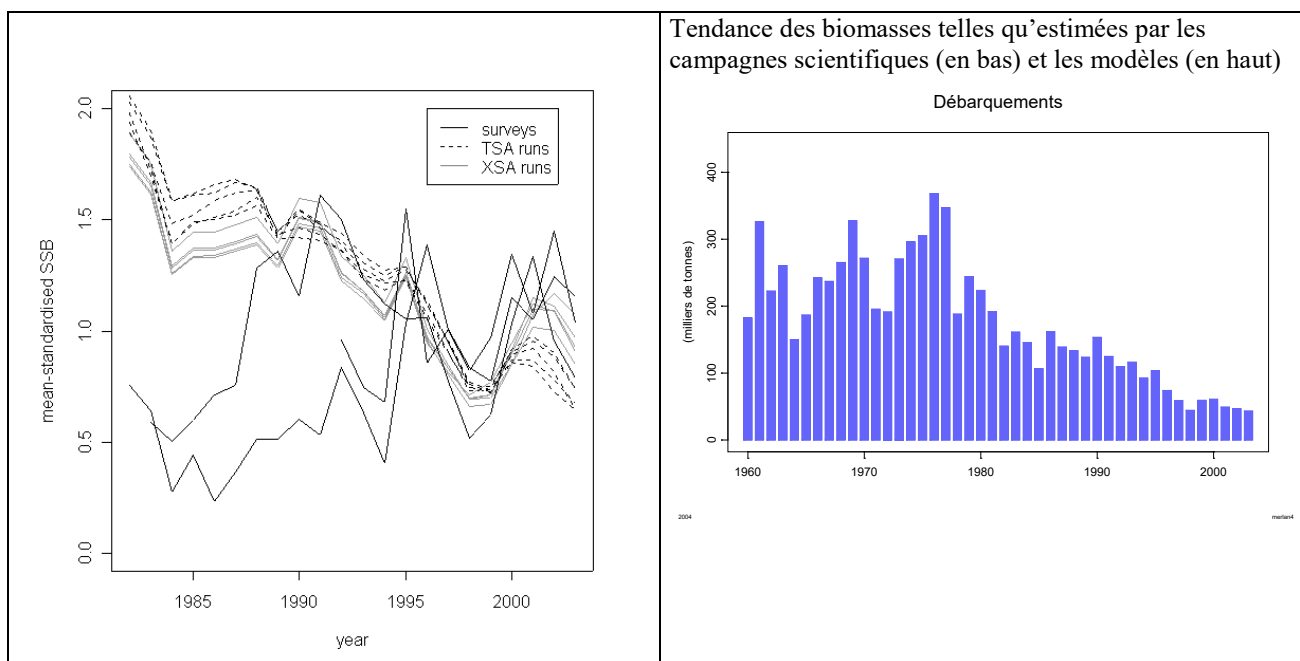 2.0
1.5
1.0
0.5
0.0
mean-standardised SSB
surveys
TSA runs
XSA runs
1985
1990
1995
2000
year
Tendance des biomasses telles qu’estimées par les
campagnes scientifiques (en bas) et les modèles (en haut)
Débarquements
400
300
200
100
0
(milliers de tonnes)
1960
1970
1980
1990
2000
2004
merlan4